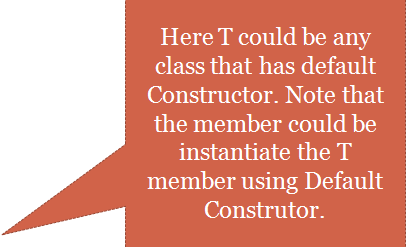 Here T could be any
class that has default
Constructor. Note that
the member could be
instantiate the T
member using Default
Construtor.